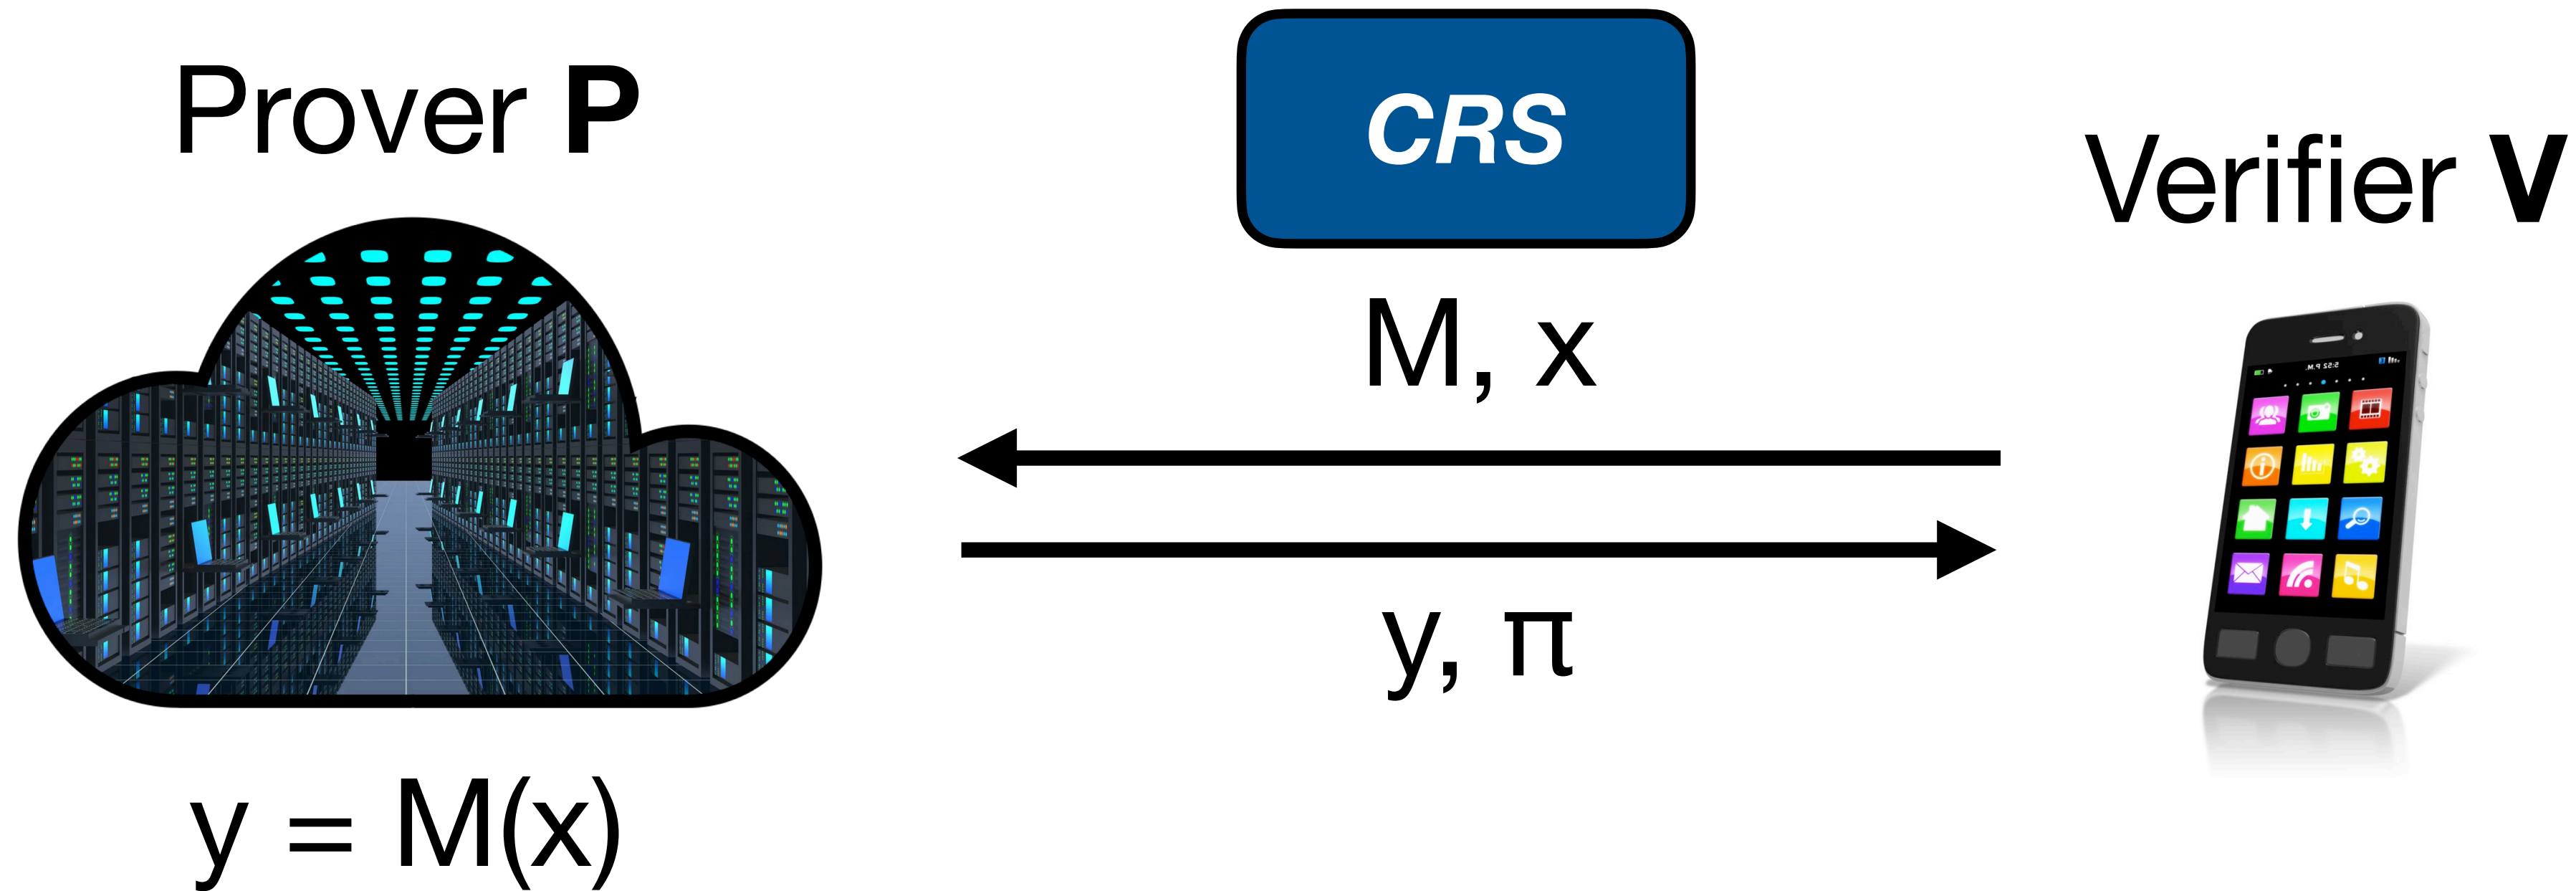 Prover P
CRS
Verifier V
M, x
y, π
y = M(x)